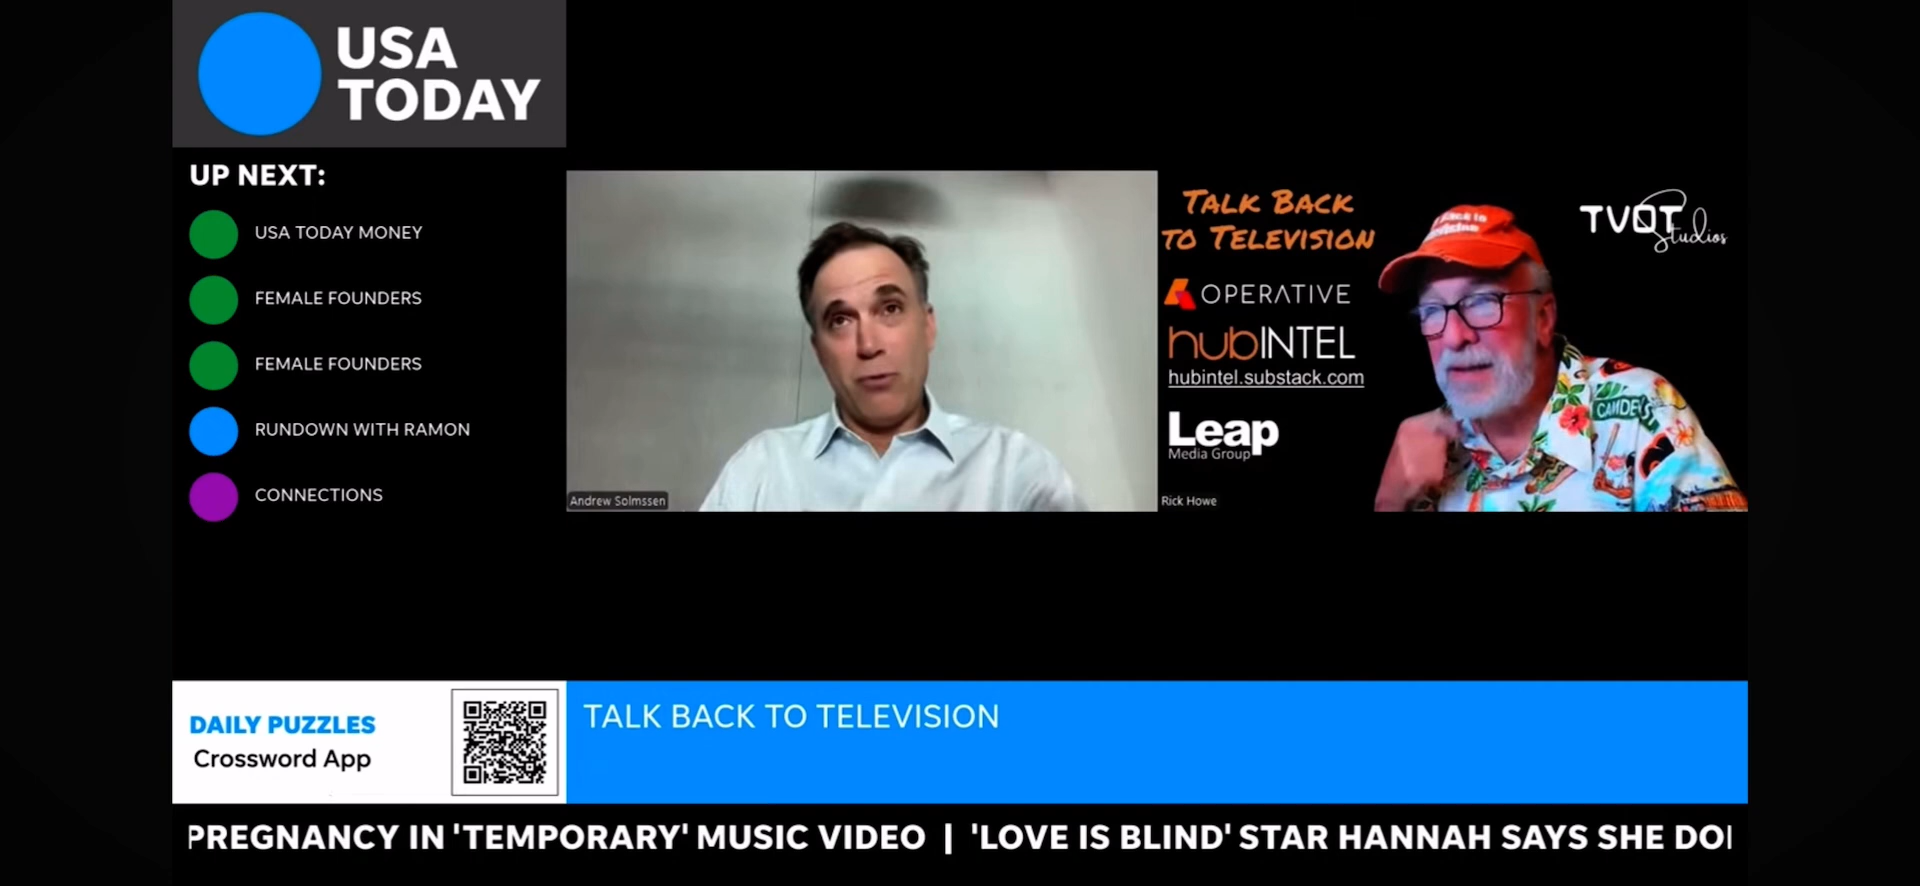 USA
TODAY
UP NEXT:
USA TODAY MONEY
FEMALE FOUNDERS
FEMALE FOUNDERS
RUNDOWN WITH RAMON
CONNECTIONS
Andrew Solmssen
TALK BACK
TO TELEVISION
OPERATIVE
hubINTEL
hubintel.substack.com
Leap
Media Group
Rick Howe
TVOT
Studios
CAMDEN
DAILY PUZZLES
Crossword App
TALK BACK TO TELEVISION
PREGNANCY IN 'TEMPORARY' MUSIC VIDEO | 'LOVE IS BLIND' STAR HANNAH SAYS SHE